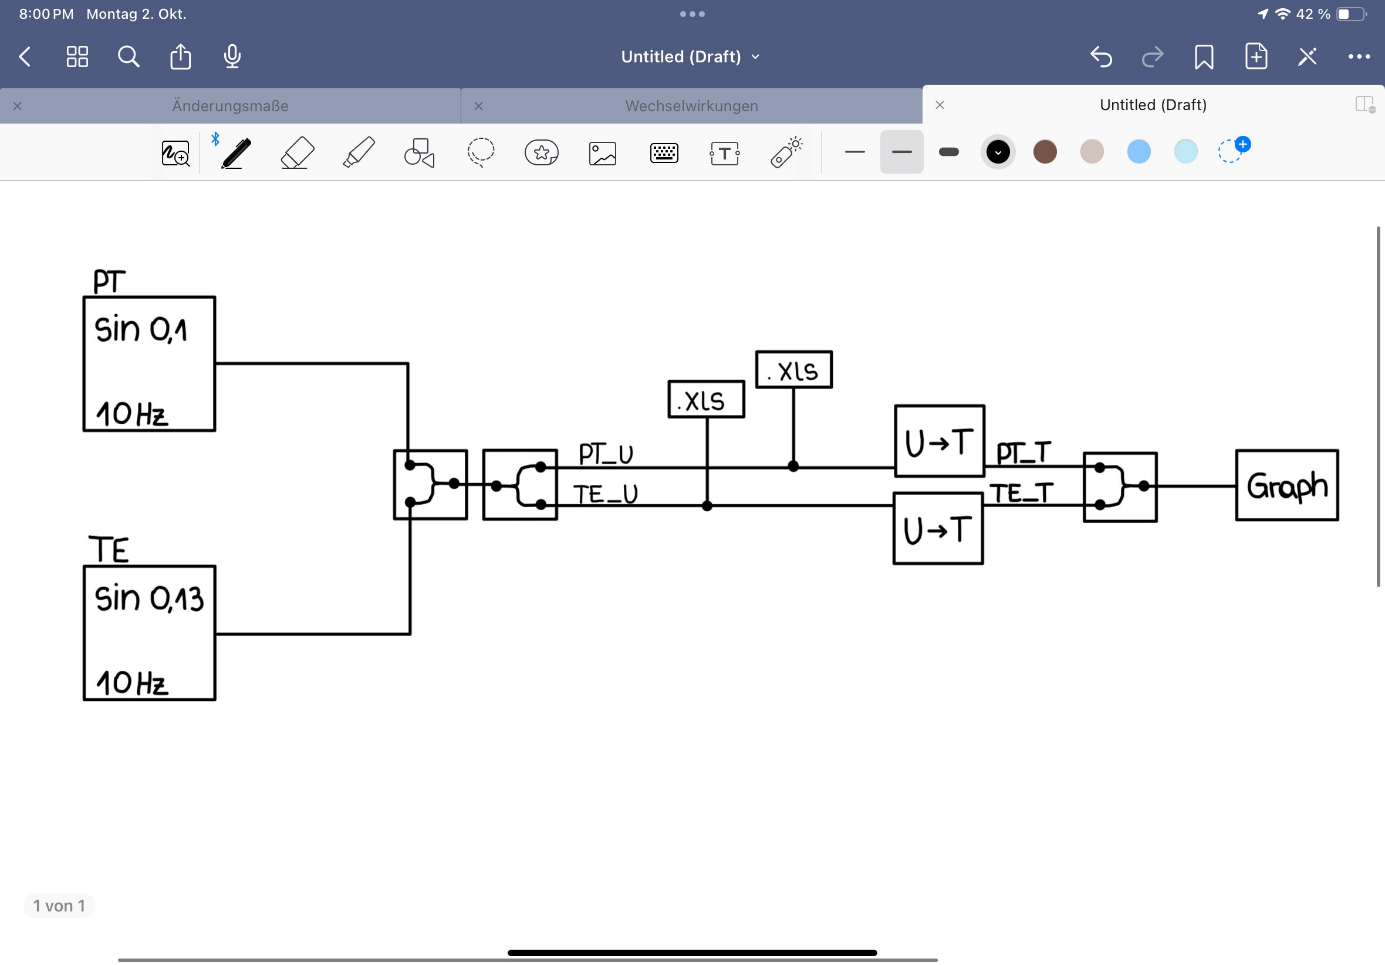 8:00 PM Montag 2. Okt.
42 %
Untitled (Draft)
Änderungsmaße
Wechselwirkungen
Untitled (Draft)
T
PT
Sin 0,1
10 Hz
.XlS
.XlS
U→T
PT_U
PT_T
TE_U
TE_T
Graph
U→T
TE
Sin 0,13
10 Hz
1 von 1